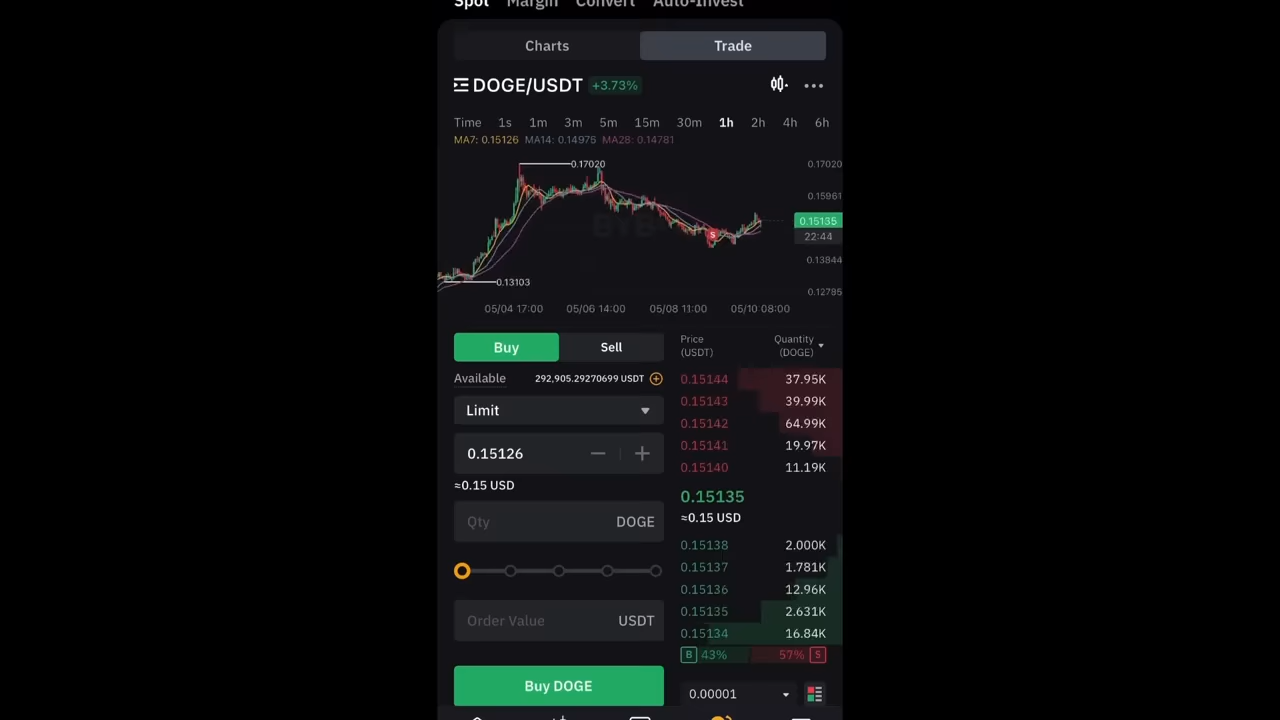 Spot Margin Convert Auto-Invest
Charts Trade
DOGE/USDT +3.73%
Time 1s 1m 3m 5m 15m 30m 1h 2h 4h 6h
MA7: 0.15126 MA14: 0.14975 MA28: 0.14781
0.17020 0.17020
0.15961
0.15135
S
22:44
0.13844
0.13103
0.12785
05/04 17:00 05/06 14:00 05/08 11:00 05/10 08:00
Buy Sell
Available 292,905.29270699 USDT
Limit
0.15126
≈0.15 USD
Qty DOGE
Order Value USDT
Buy DOGE
Price Quantity
(USDT) (DOGE)
0.15144 37.95K
0.15143 39.99K
0.15142 64.99K
0.15141 19.97K
0.15140 11.19K
0.15135
≈0.15 USD
0.15138 2.000K
0.15137 1.781K
0.15136 12.96K
0.15135 2.631K
0.15134 16.84K
B 43% 57% S
0.00001